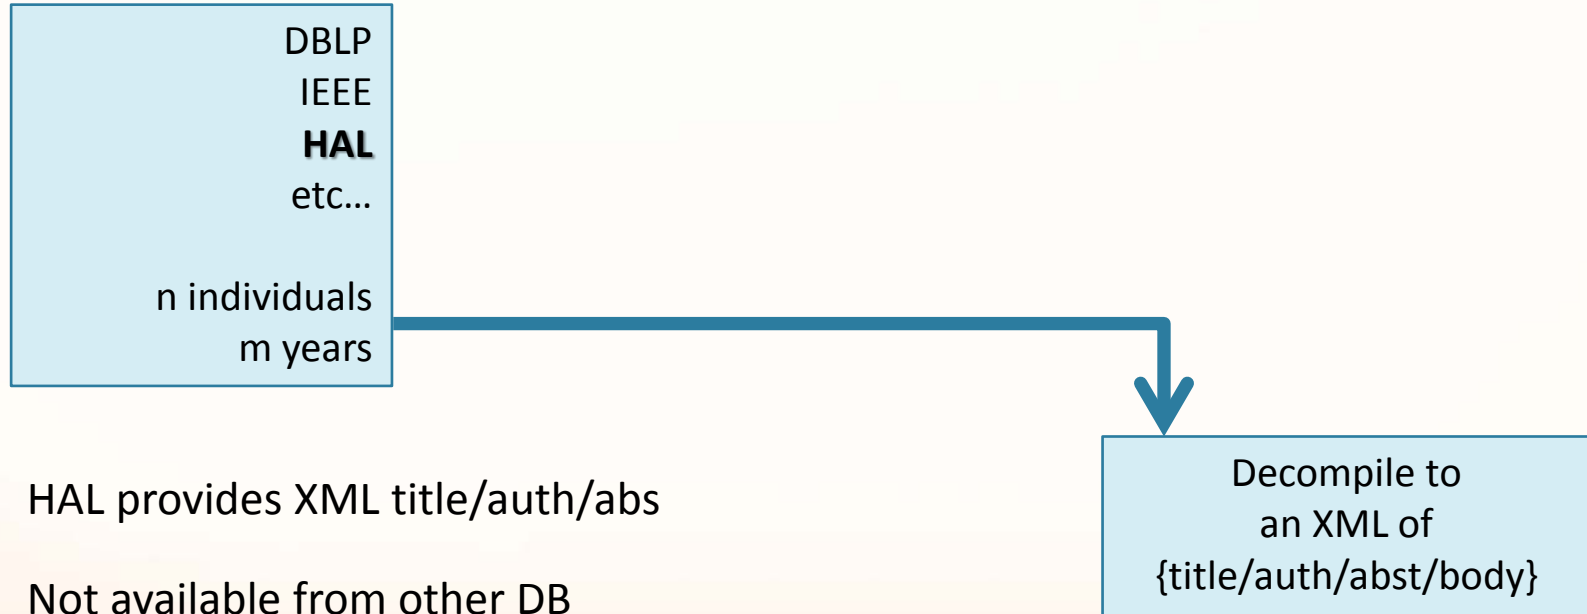 DBLP
IEEE
HAL
etc…
n individuals
m years
HAL provides XML title/auth/abs
Not available from other DB
Decompile to
an XML of
{title/auth/abst/body}